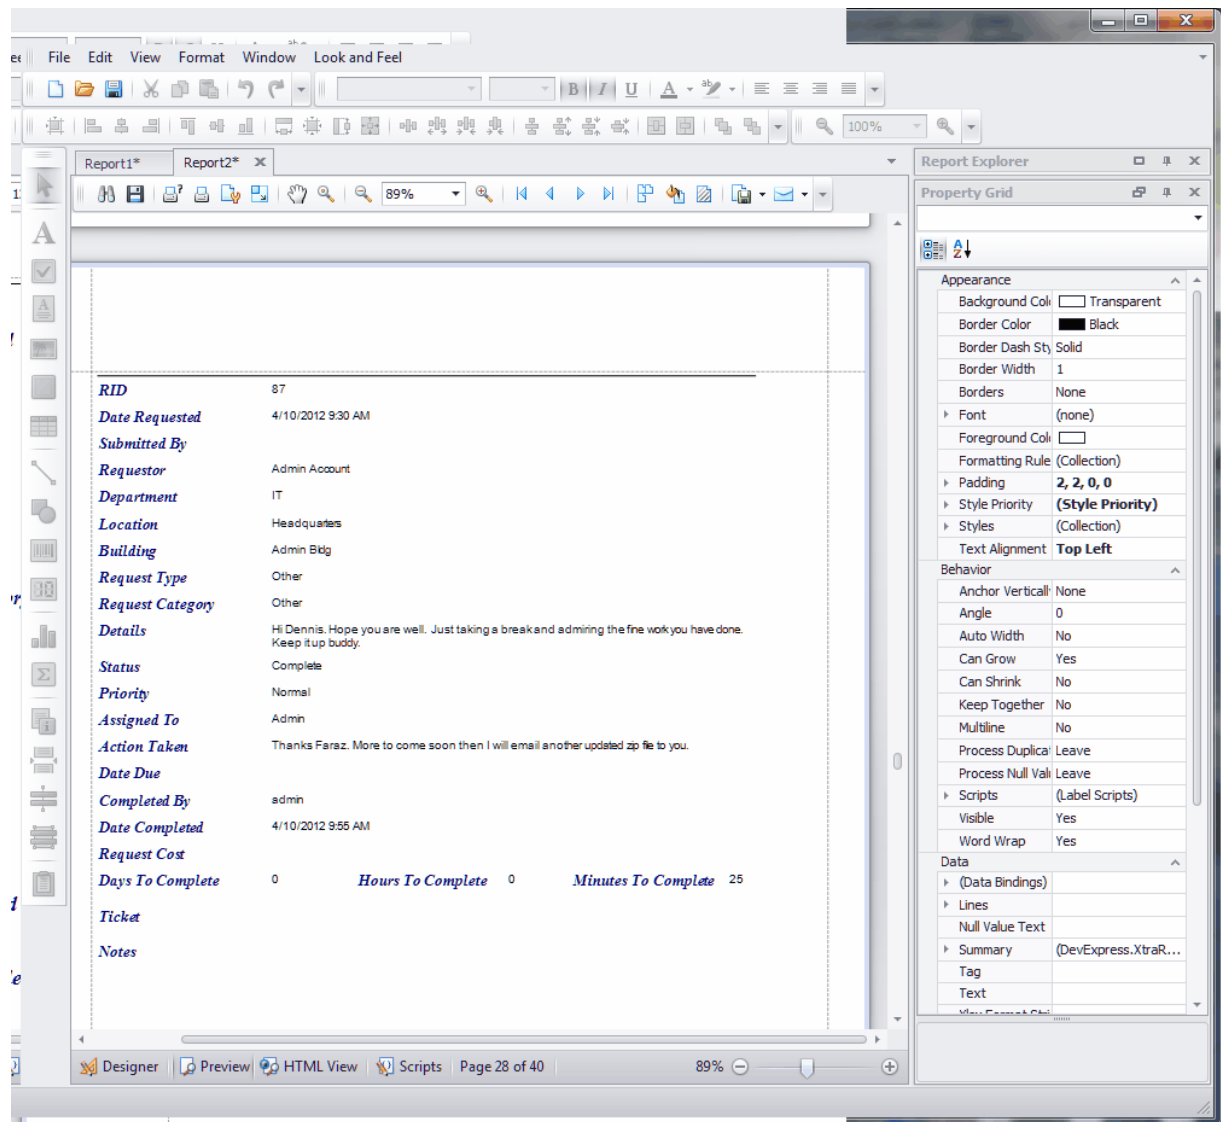 File Edit View Format Window Look and Feel
B I U A ab
100%
Report1* Report2*
89%
Report Explorer
Property Grid
Appearance
Background Col Transparent
Border Color Black
Border Dash Sty Solid
Border Width 1
Borders None
Font (none)
Foreground Col
Formatting Rule (Collection)
Padding 2, 2, 0, 0
Style Priority (Style Priority)
Styles (Collection)
Text Alignment Top Left
Behavior
Anchor Verticall None
Angle 0
Auto Width No
Can Grow Yes
Can Shrink No
Keep Together No
Multiline No
Process Duplica Leave
Process Null Val Leave
Scripts (Label Scripts)
Visible Yes
Word Wrap Yes
Data
(Data Bindings)
Lines
Null Value Text
Summary (DevExpress.XtraR...
Tag
Text
RID 87
Date Requested 4/10/2012 9:30 AM
Submitted By
Requestor Admin Account
Department IT
Location Headquarters
Building Admin Bldg
Request Type Other
Request Category Other
Details Hi Dennis. Hope you are well. Just taking a break and admiring the fine work you have done.
Keep it up buddy.
Status Complete
Priority Normal
Assigned To Admin
Action Taken Thanks Faraz. More to come soon then I will email another updated zip file to you.
Date Due
Completed By admin
Date Completed 4/10/2012 9:55 AM
Request Cost
Days To Complete 0 Hours To Complete 0 Minutes To Complete 25
Ticket
Notes
Designer Preview HTML View Scripts Page 28 of 40 89%